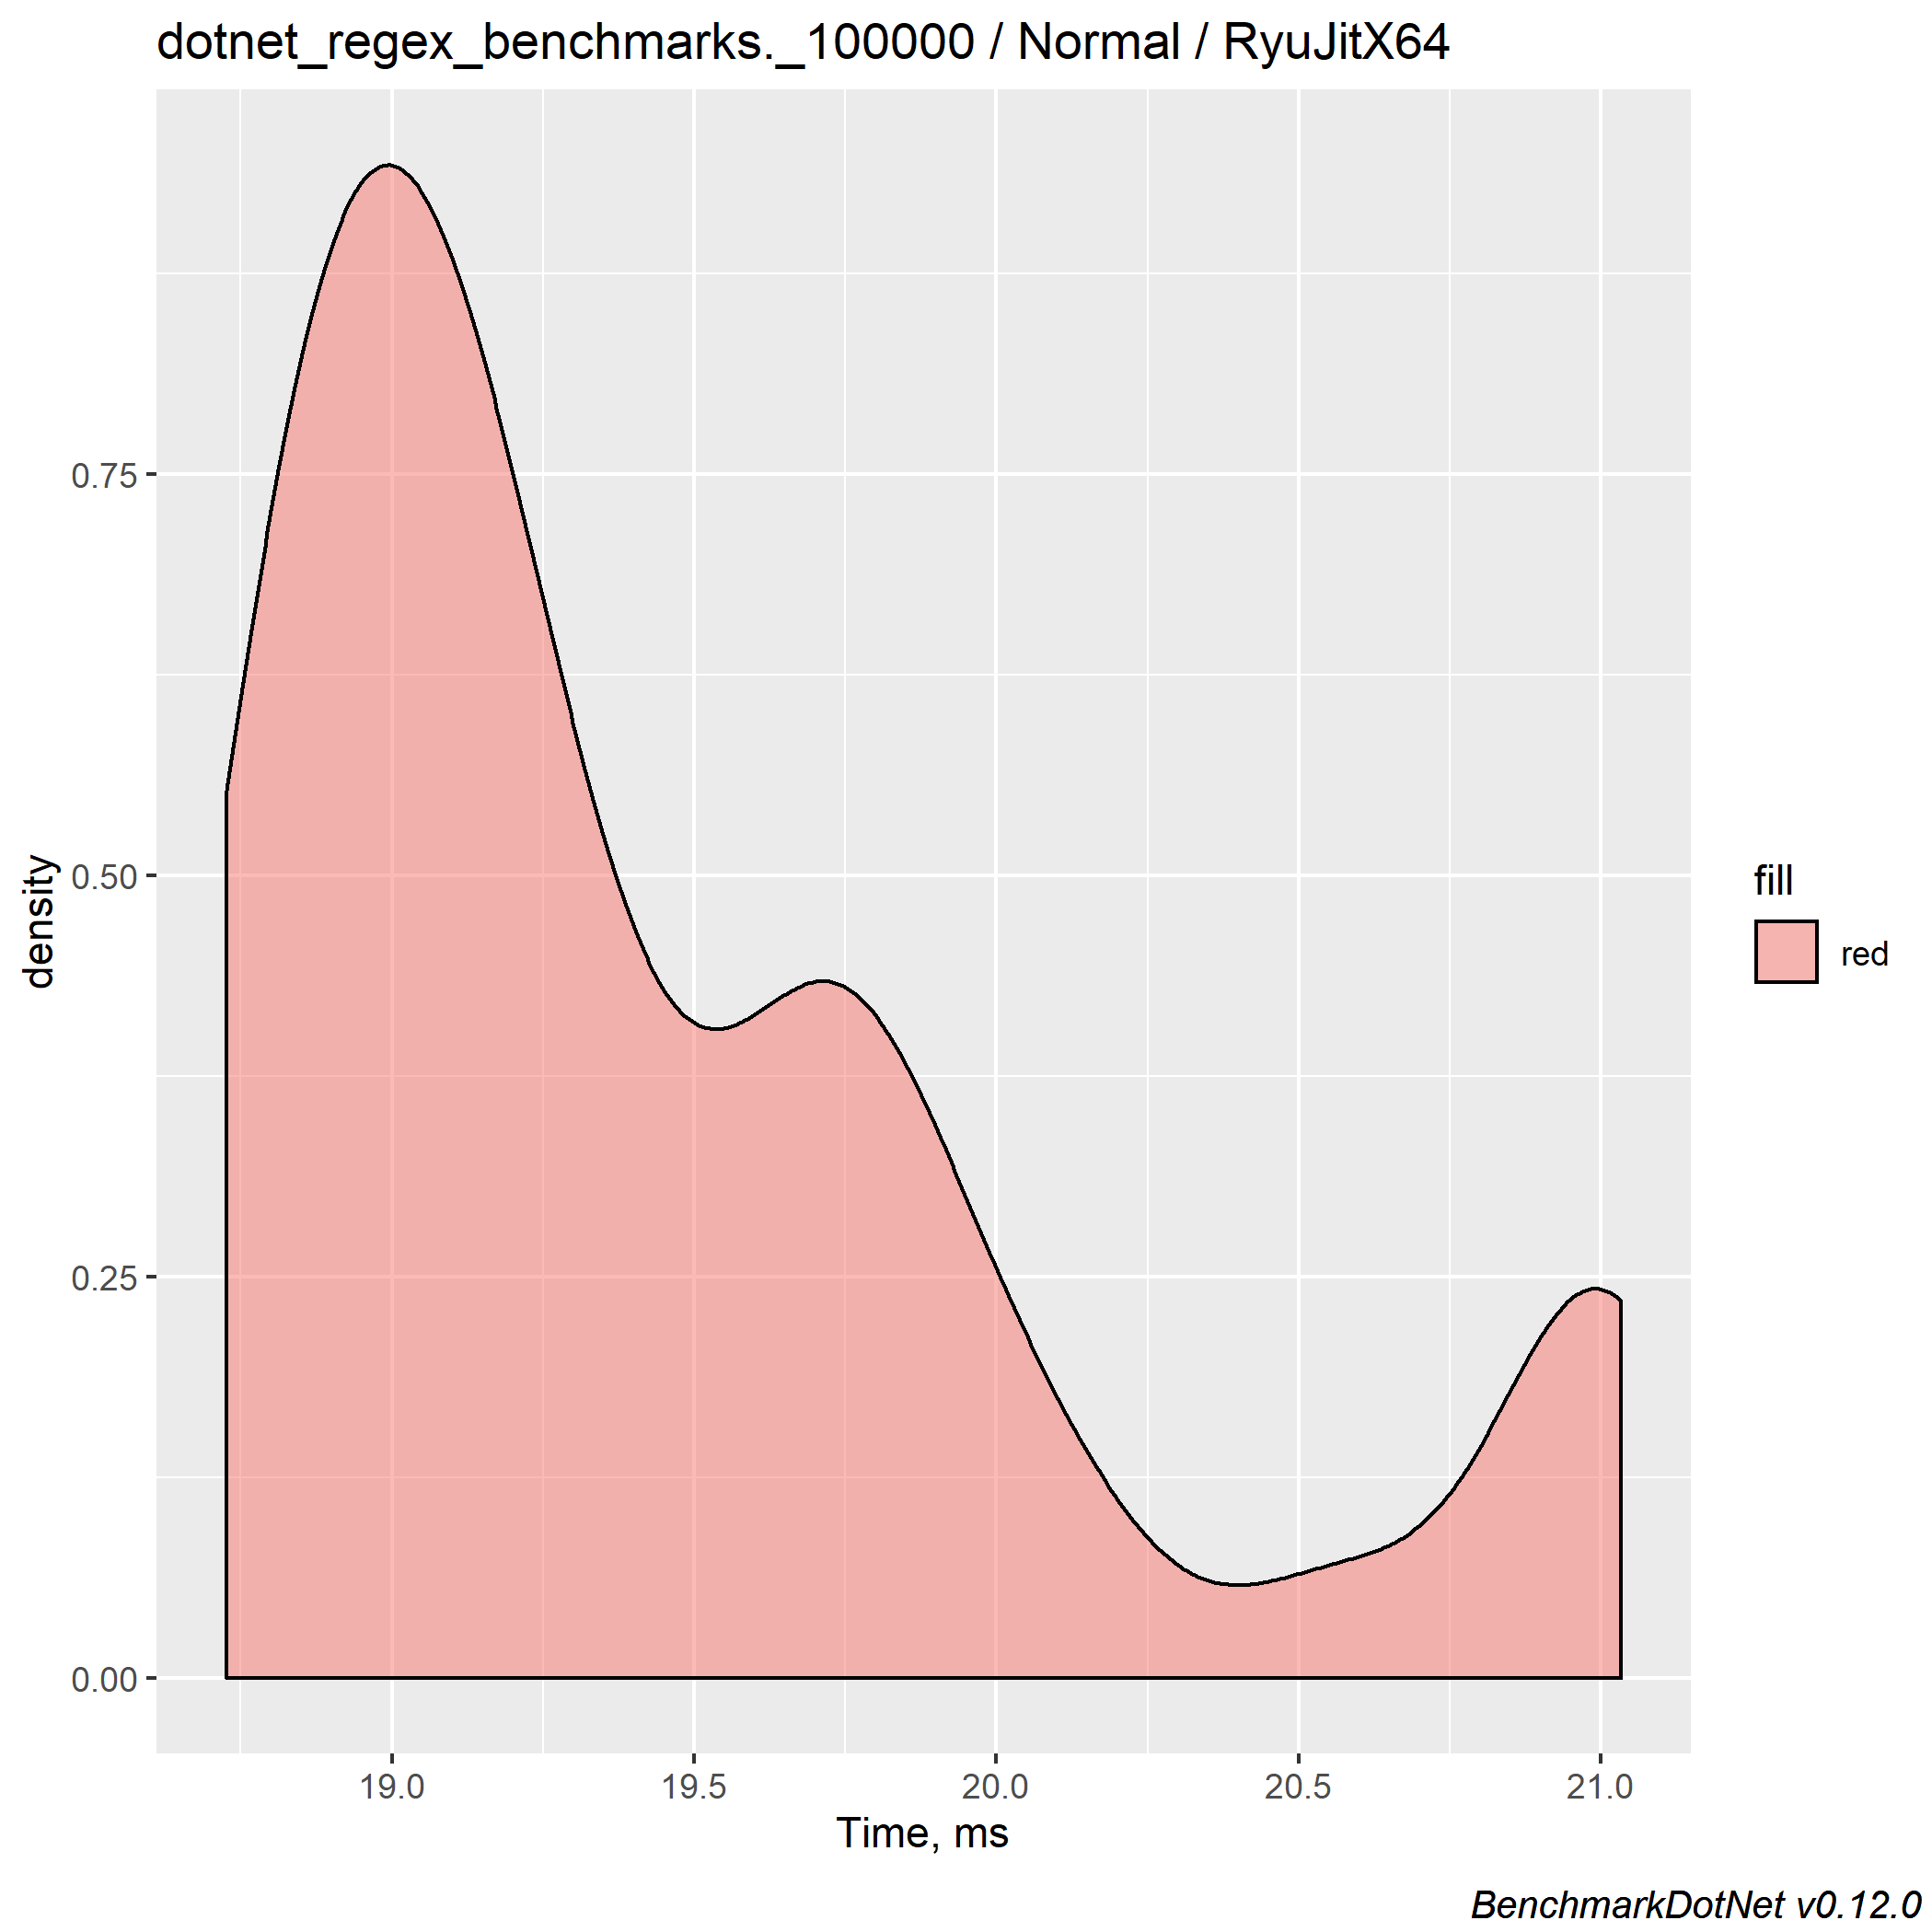 dotnet_regex_benchmarks._100000 / Normal / RyuJitX64
density
0.75
0.50
0.25
0.00
fill
red
19.0 19.5 20.0 20.5 21.0
Time, ms
BenchmarkDotNet v0.12.0